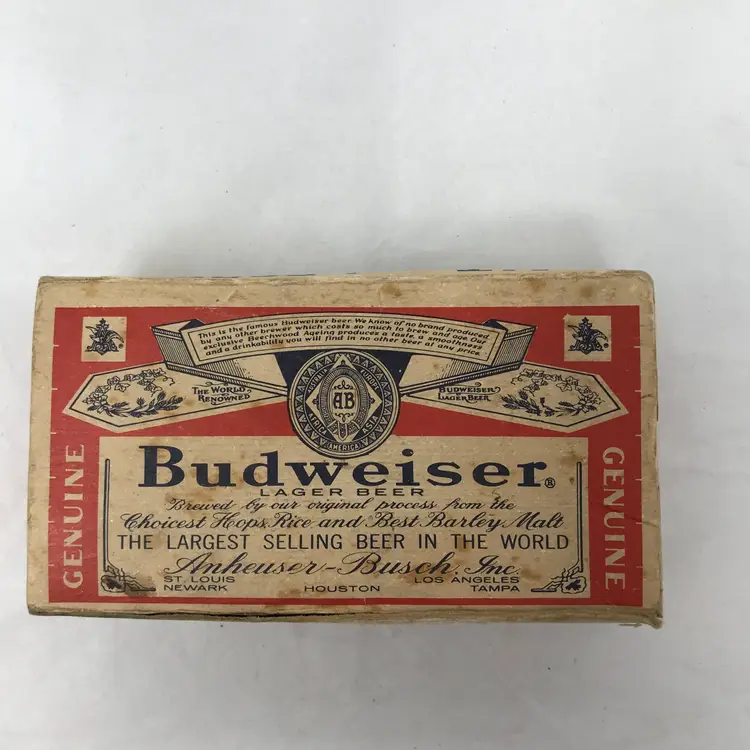 This is the famous Budweiser beer. We know of no brand produced
by any other brewer which costs so much to brew and age. Our
exclusive Beechwood Ageing produces a taste, a smoothness
and a drinkability you will find in no other beer at any price.
THE WORLD RENOWNED
BUDWEISER LAGER BEER
EUROPA
AFRICA
AB
ASIA
AMERICA
GENUINE
GENUINE
Budweiser®
LAGER BEER
Brewed by our original process from the
Choicest Hops, Rice and Best Barley Malt
THE LARGEST SELLING BEER IN THE WORLD
Anheuser-Busch, Inc.
ST. LOUIS LOS ANGELES
NEWARK HOUSTON TAMPA